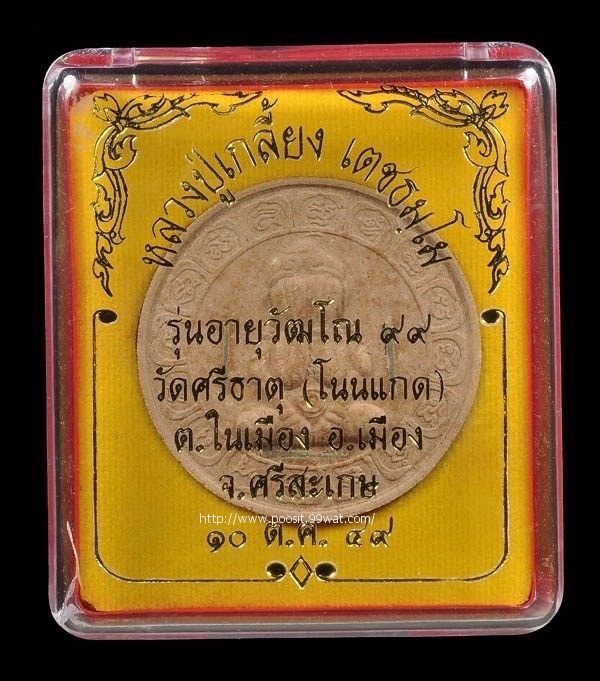 หลวงปู่เกลี้ยง เตชธมฺโม
รุ่นอายุวัฒโณ ๙๙
วัดศรีธาตุ (โนนแกด)
ต.ในเมือง อ.เมือง
จ.ศรีสะเกษ
http://www.poosit.99wat.com/
๑๐ ต.ค. ๔๙